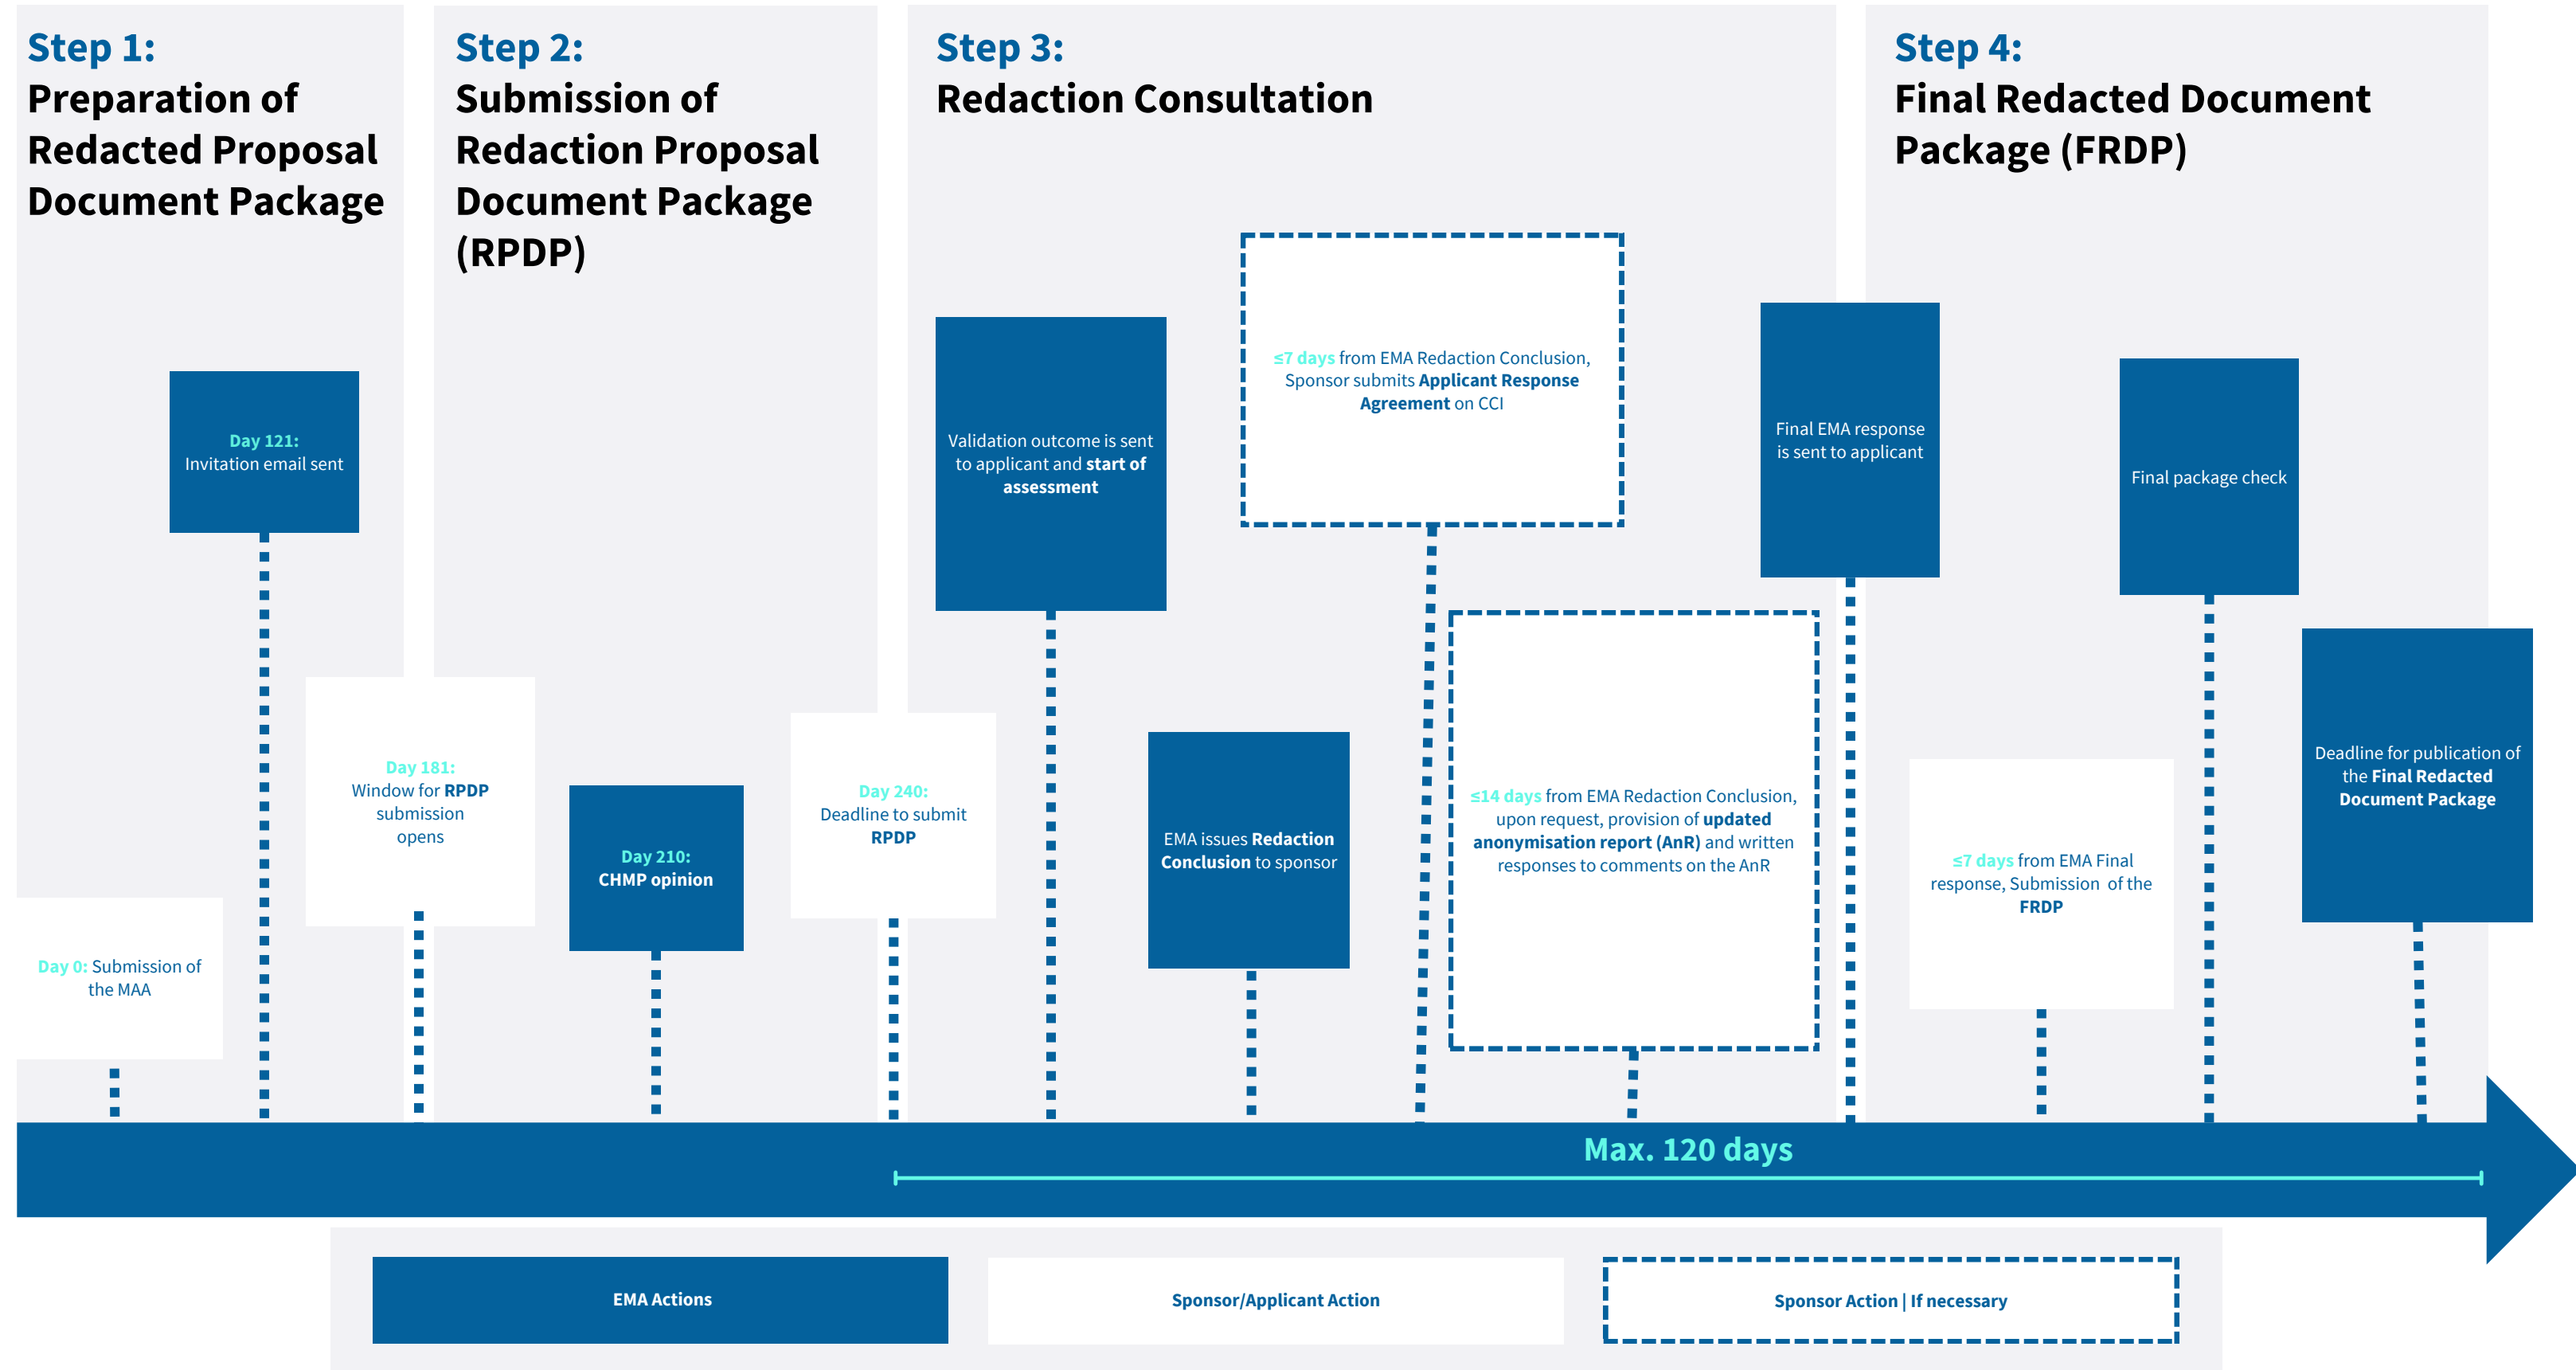 Step 1:
Preparation of
Redacted Proposal
Document Package
Step 2:
Submission of
Redaction Proposal
Document Package
(RPDP)
Step 3:
Redaction Consultation
Step 4:
Final Redacted Document
Package (FRDP)
Day 0: Submission of
the MAA
Day 121:
Invitation email sent
Day 181:
Window for RPDP
submission
opens
Day 210:
CHMP opinion
Day 240:
Deadline to submit
RPDP
Validation outcome is sent
to applicant and start of
assessment
EMA issues Redaction
Conclusion to sponsor
≤7 days from EMA Redaction Conclusion,
Sponsor submits Applicant Response
Agreement on CCI
≤14 days from EMA Redaction Conclusion,
upon request, provision of updated
anonymisation report (AnR) and written
responses to comments on the AnR
Final EMA response
is sent to applicant
≤7 days from EMA Final
response, Submission of the
FRDP
Final package check
Deadline for publication of
the Final Redacted
Document Package
Max. 120 days
EMA Actions
Sponsor/Applicant Action
Sponsor Action | If necessary